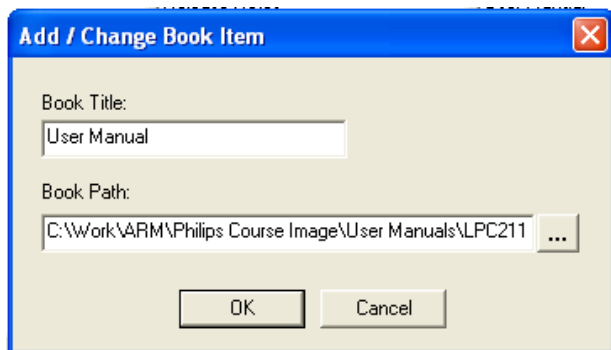 Add / Change Book Item
Book Title:
User Manual
Book Path:
C:\Work\ARM\Philips Course Image\User Manuals\LPC211
...
OK
Cancel